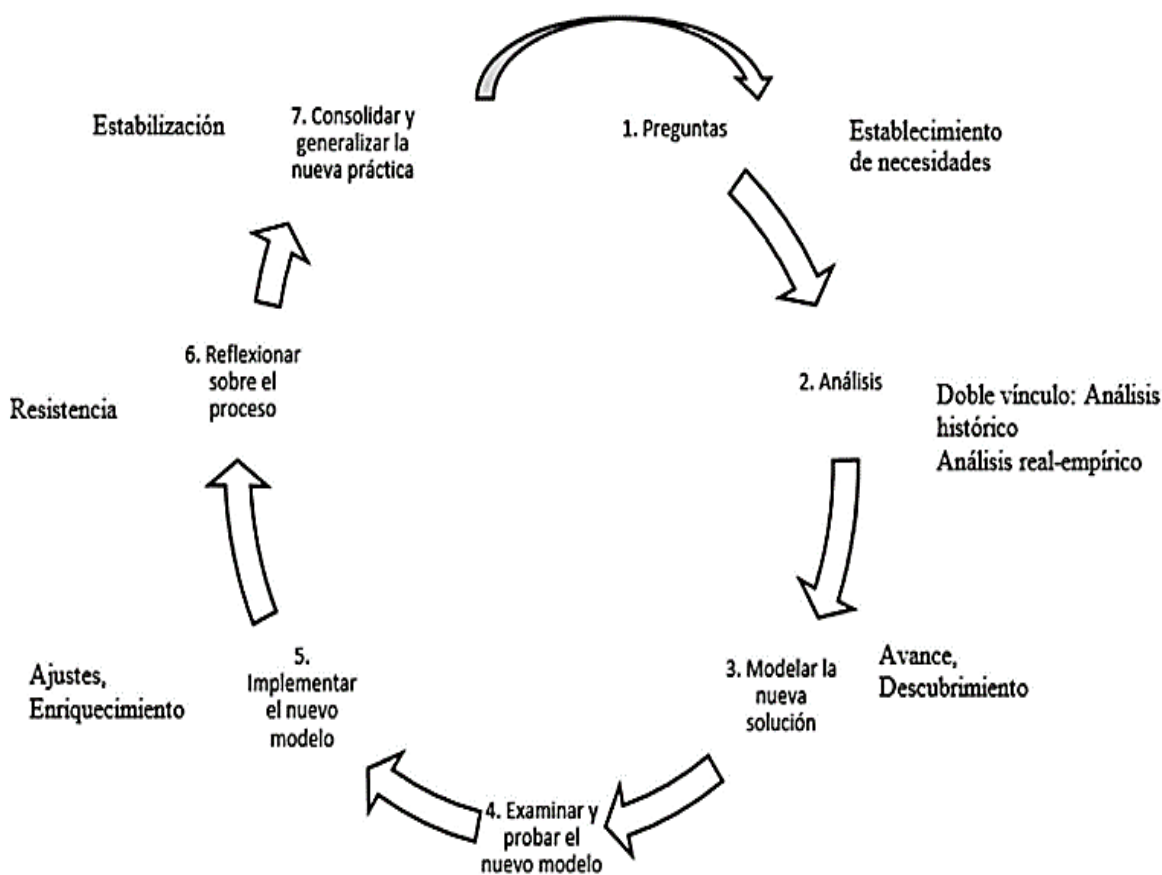 1. Preguntas
Establecimiento
de necesidades
2. Análisis
Doble vínculo: Análisis
histórico
Análisis real-empírico
3. Modelar la
nueva
solución
Avance,
Descubrimiento
4. Examinar y
probar el
nuevo modelo
5.
Implementar
el nuevo
modelo
Ajustes,
Enriquecimiento
6. Reflexionar
sobre el
proceso
Resistencia
7. Consolidar y
generalizar la
nueva práctica
Estabilización